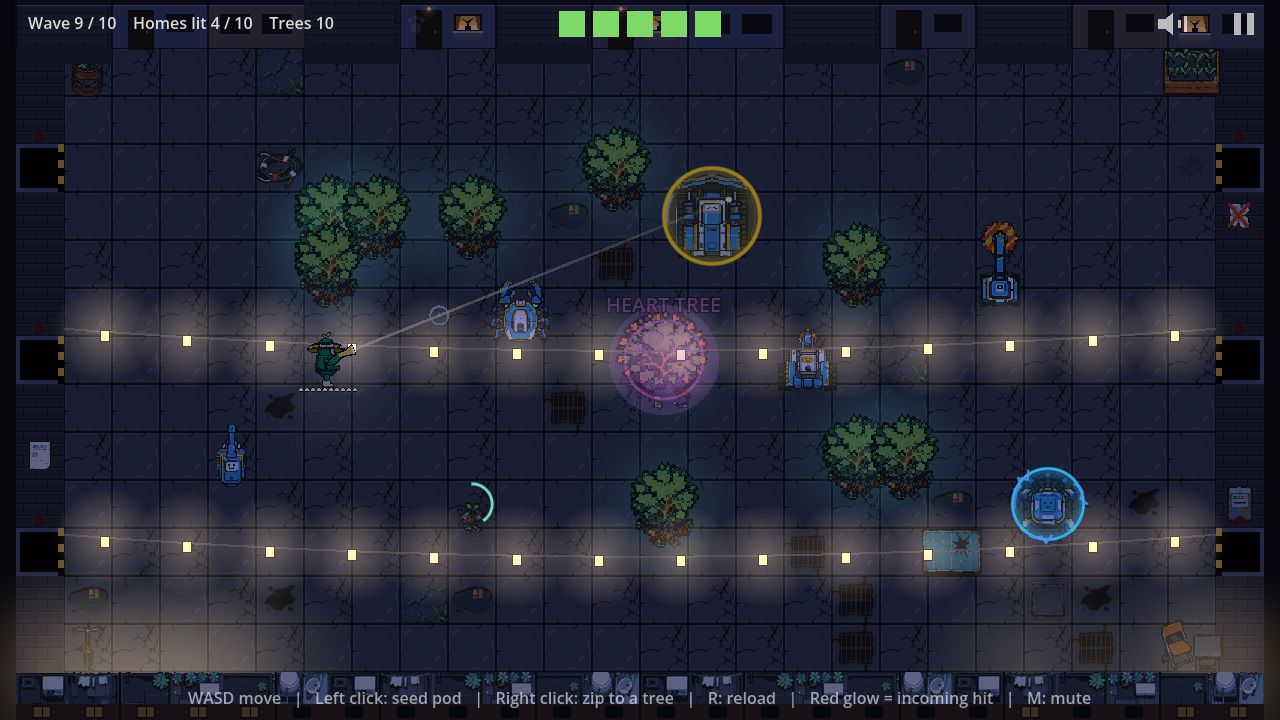 Wave 9 / 10 Homes lit 4 / 10 Trees 10
HEART TREE
WASD move | Left click: seed pod | Right click: zip to a tree | R: reload | Red glow = incoming hit | M: mute